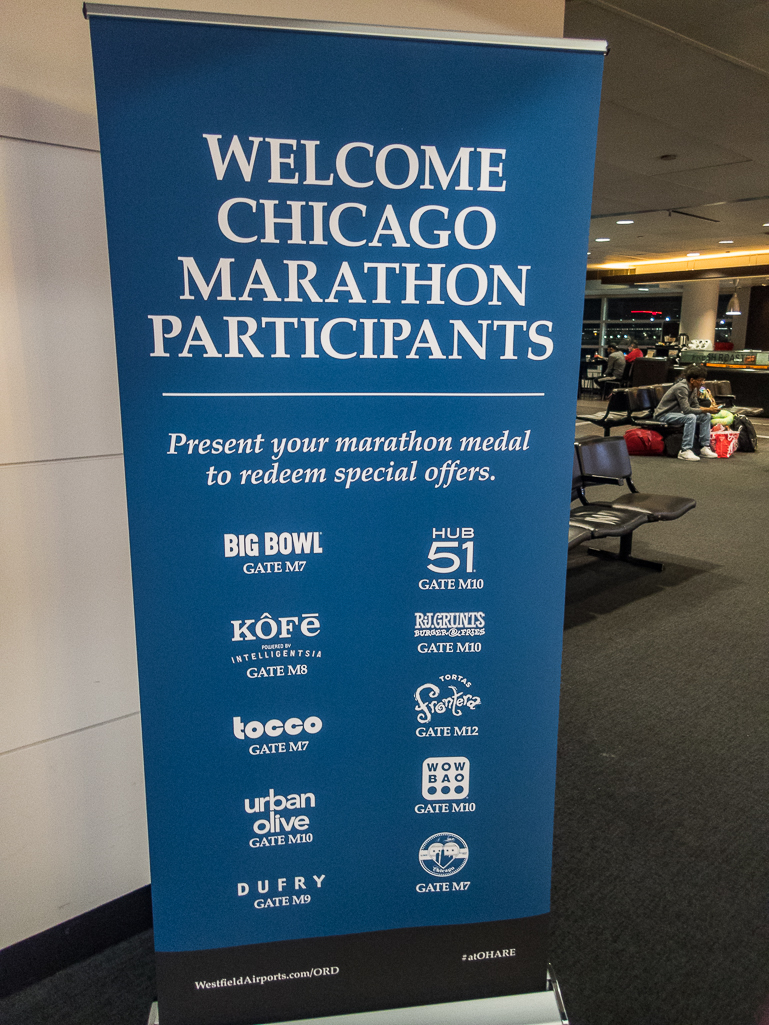 WELCOME
CHICAGO
MARATHON
PARTICIPANTS
Present your marathon medal
to redeem special offers.
BIG BOWL
GATE M7
KÔFĒ
POWERED BY
INTELLIGENTSIA
GATE M8
tocco
GATE M7
urban
olive
GATE M10
DUFRY
GATE M9
HUB
51
GATE M10
R.J. GRUNTS
BURGER & FRIES
GATE M10
TORTAS
Frontera
GATE M12
WOW
BAO
GATE M10
Chicago
GATE M7
WestfieldAirports.com/ORD
#atOHARE